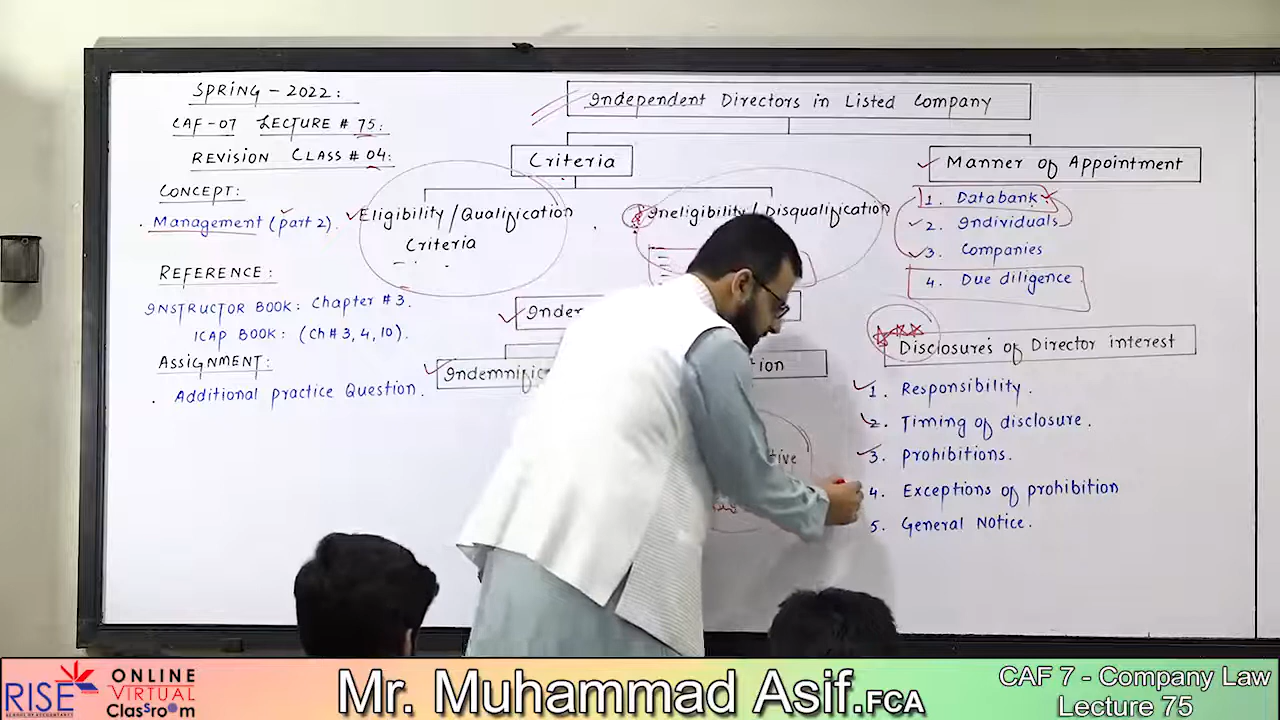 SPRING - 2022:
CAF-07 LECTURE # 75:
REVISION CLASS # 04:
CONCEPT:
. Management (part 2).
REFERENCE:
INSTRUCTOR BOOK: Chapter # 3.
ICAP BOOK: (Ch # 3, 4, 10).
ASSIGNMENT:
. Additional practice Question.
Independent Directors in Listed Company
Criteria
Eligibility/Qualification
Criteria
Ineligibility/Disqualification
Manner of Appointment
1. Databank
2. Individuals
3. Companies
4. Due diligence
Disclosures of Director interest
1. Responsibility.
2. Timing of disclosure.
3. prohibitions.
4. Exceptions of prohibition
5. General Notice.
RISE
SCHOOL OF ACCOUNTANCY
ONLINE
VIRTUAL
Classroom
Mr. Muhammad Asif.FCA
CAF 7 - Company Law
Lecture 75